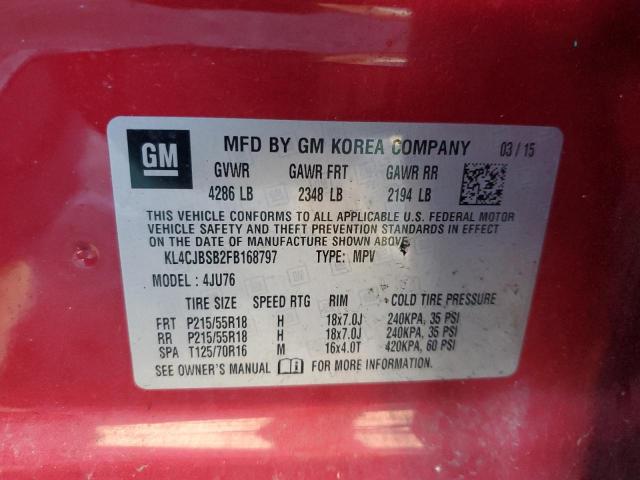 GM
MFD BY GM KOREA COMPANY 03 / 15
GVWR GAWR FRT GAWR RR
4286 LB 2348 LB 2194 LB
THIS VEHICLE CONFORMS TO ALL APPLICABLE U.S. FEDERAL MOTOR
VEHICLE SAFETY AND THEFT PREVENTION STANDARDS IN EFFECT ON
THE DATE OF MANUFACTURE SHOWN ABOVE.
KL4CJBSB2FB168797 TYPE: MPV
MODEL : 4JU76
TIRE SIZE SPEED RTG RIM COLD TIRE PRESSURE
FRT P215/55R18 H 18x7.0J 240KPA, 35 PSI
RR P215/55R18 H 18x7.0J 240KPA, 35 PSI
SPA T125/70R16 M 16x4.0T 420KPA, 60 PSI
SEE OWNER'S MANUAL FOR MORE INFORMATION.